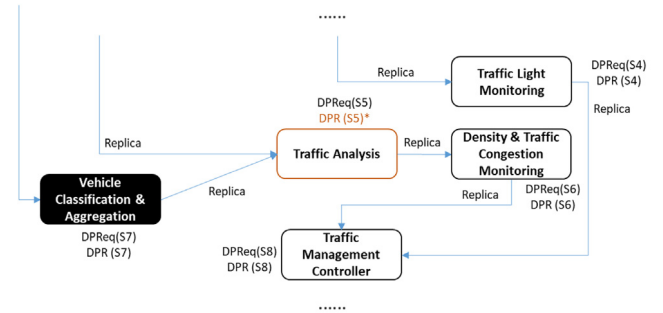 ......
DPReq(S4)
DPR (S4)
Replica
Traffic Light
Monitoring
Replica
DPReq(S5)
DPR (S5)*
Replica
Traffic Analysis
Replica
Density & Traffic
Congestion
Monitoring
Vehicle
Classification &
Aggregation
Replica
DPReq(S6)
DPR (S6)
Replica
DPReq(S7)
DPR (S7)
DPReq(S8)
DPR (S8)
Traffic
Management
Controller
......